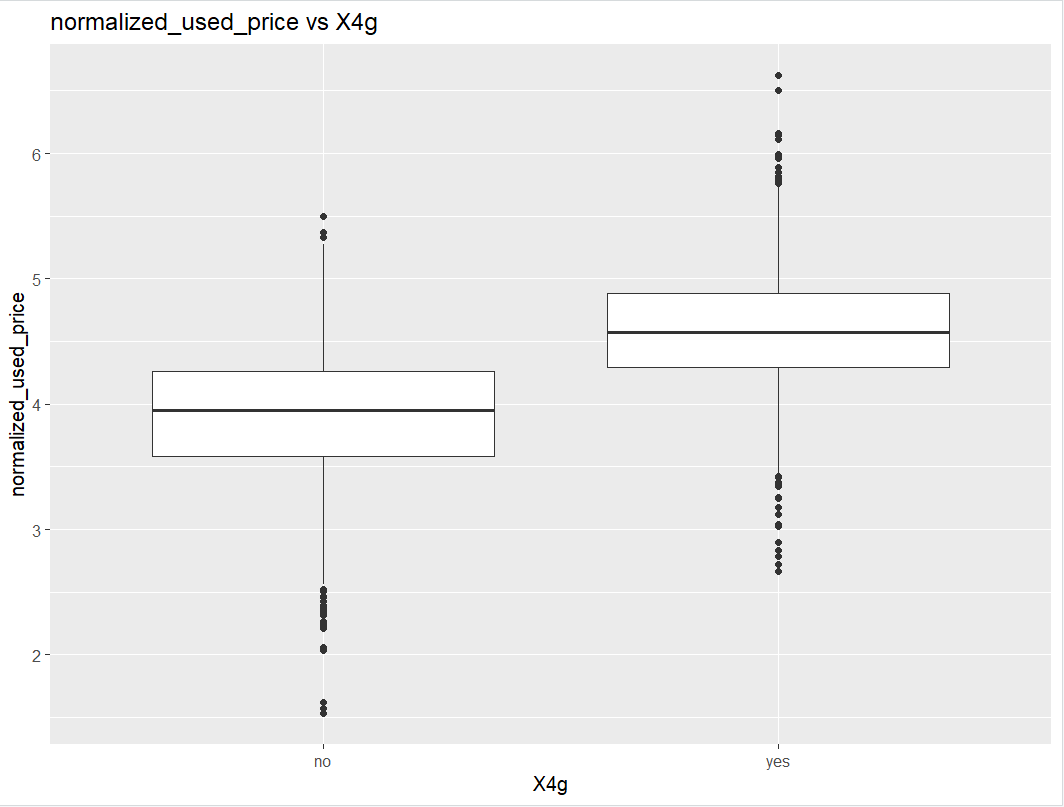 normalized_used_price vs X4g
normalized_used_price
6
5
4
3
2
no yes
X4g